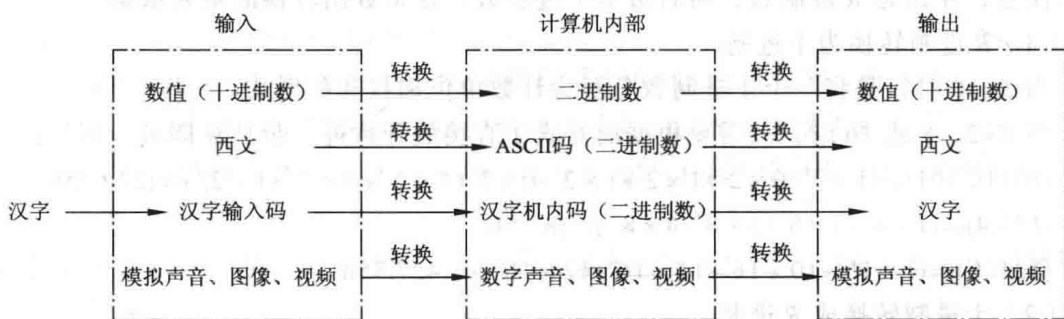 输入 计算机内部 输出
转换 转换
数值（十进制数） 二进制数 数值（十进制数）
转换 转换
西文 ASCII码（二进制数） 西文
转换 转换
汉字 汉字输入码 汉字机内码（二进制数） 汉字
转换 转换
模拟声音、图像、视频 数字声音、图像、视频 模拟声音、图像、视频